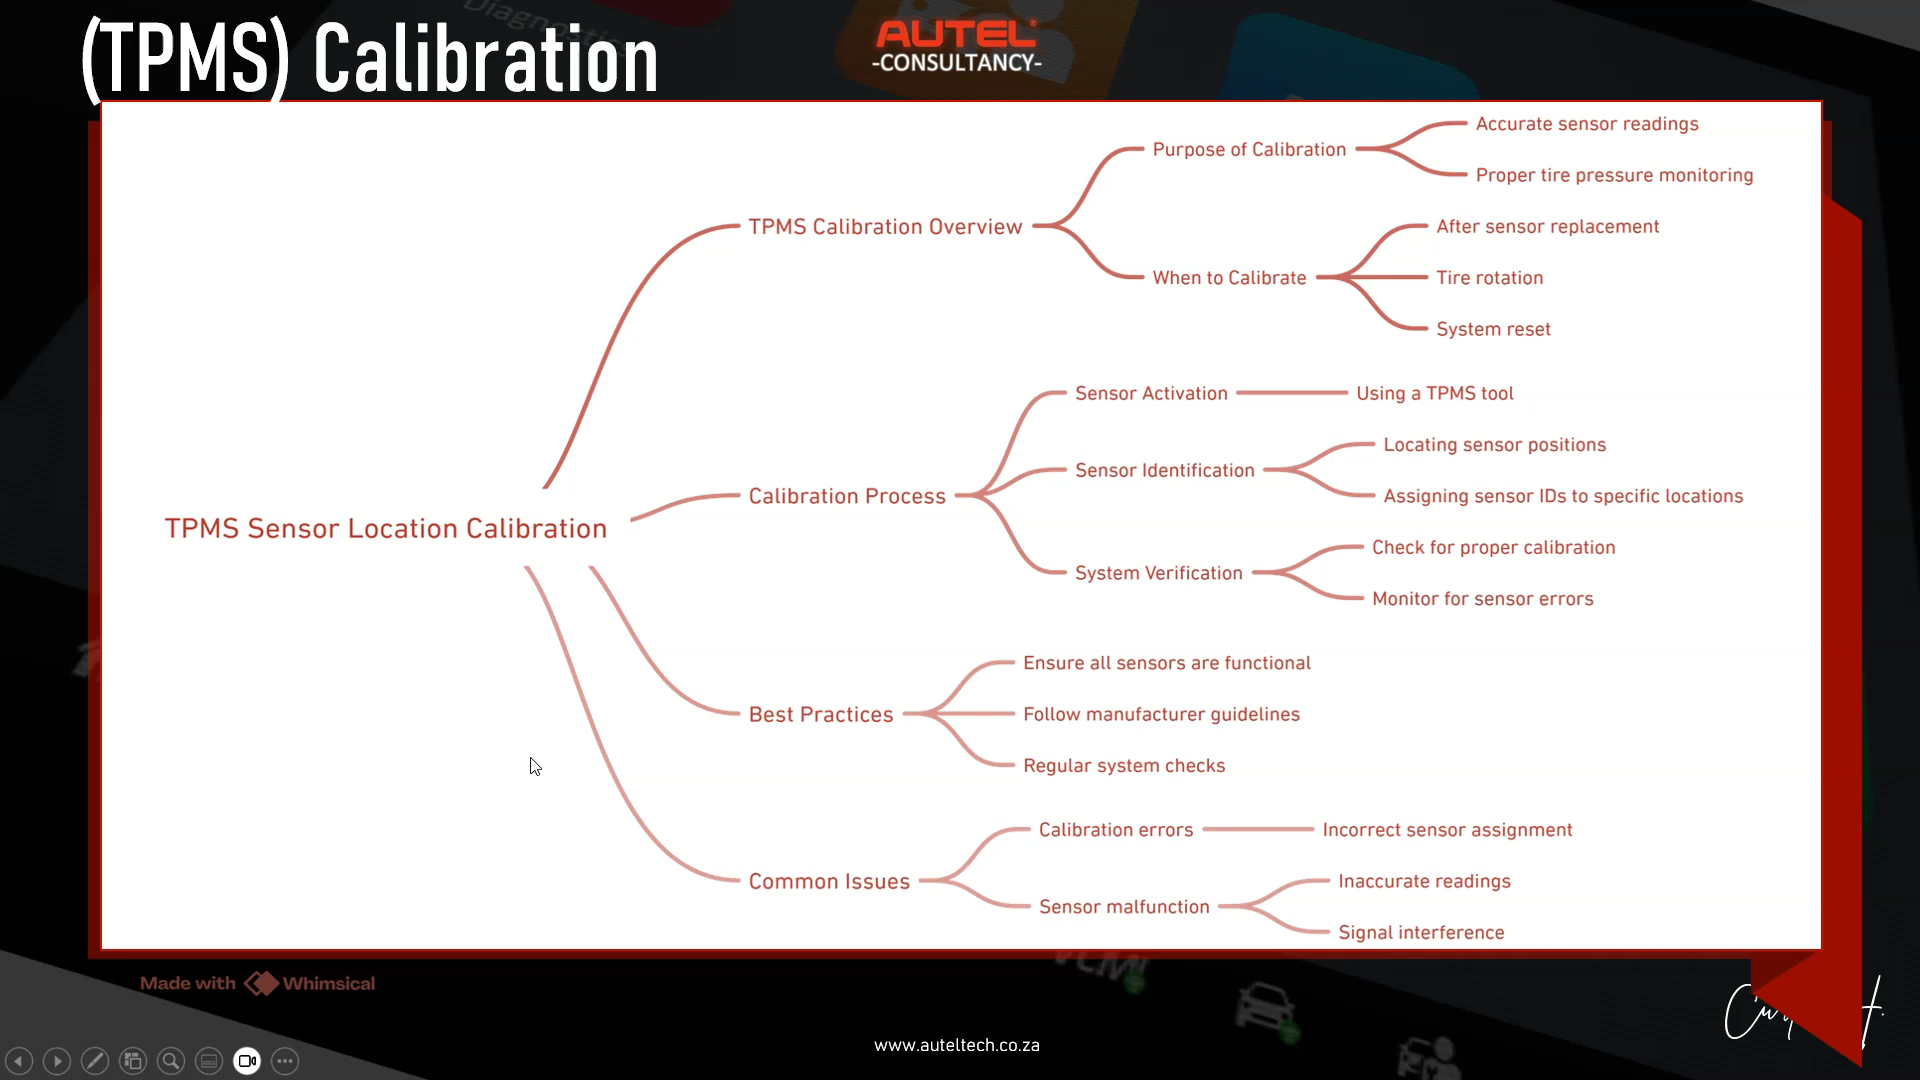 Diagnostics
(TPMS) Calibration
AUTEL
-CONSULTANCY-
Accurate sensor readings
Purpose of Calibration
Proper tire pressure monitoring
TPMS Calibration Overview
After sensor replacement
When to Calibrate
Tire rotation
System reset
Sensor Activation
Using a TPMS tool
Locating sensor positions
Sensor Identification
Calibration Process
Assigning sensor IDs to specific locations
TPMS Sensor Location Calibration
Check for proper calibration
System Verification
Monitor for sensor errors
Ensure all sensors are functional
Best Practices
Follow manufacturer guidelines
Regular system checks
Calibration errors
Incorrect sensor assignment
Common Issues
Inaccurate readings
Sensor malfunction
Signal interference
Made with Whimsical
www.auteltech.co.za